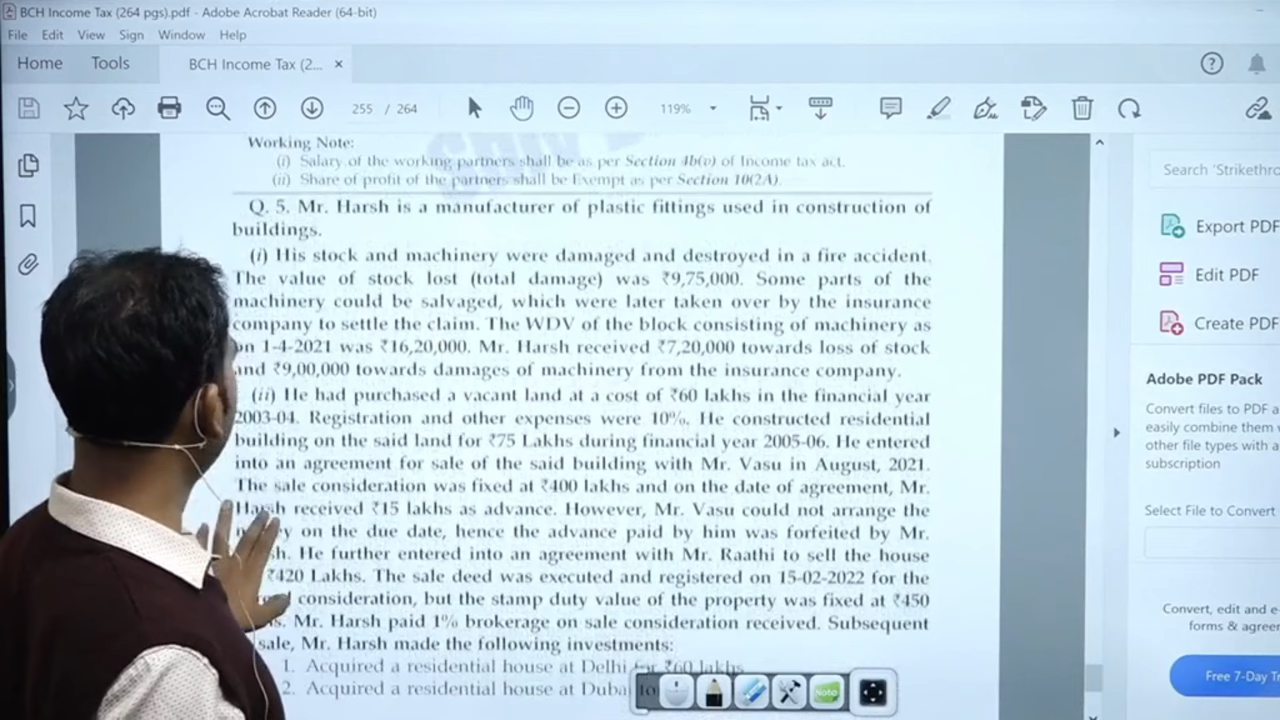 BCH Income Tax (264 pgs).pdf - Adobe Acrobat Reader (64-bit)
File Edit View Sign Window Help
Home Tools BCH Income Tax (2... ×
255 / 264 119%
Working Note:
(i) Salary of the working partners shall be as per Section 4b(v) of Income tax act.
(ii) Share of profit of the partners shall be Exempt as per Section 10(2A).
Q. 5. Mr. Harsh is a manufacturer of plastic fittings used in construction of
buildings.
(i) His stock and machinery were damaged and destroyed in a fire accident.
The value of stock lost (total damage) was ₹9,75,000. Some parts of the
machinery could be salvaged, which were later taken over by the insurance
company to settle the claim. The WDV of the block consisting of machinery as
on 1-4-2021 was ₹16,20,000. Mr. Harsh received ₹7,20,000 towards loss of stock
and ₹9,00,000 towards damages of machinery from the insurance company.
(ii) He had purchased a vacant land at a cost of ₹60 lakhs in the financial year
2003-04. Registration and other expenses were 10%. He constructed residential
building on the said land for ₹75 Lakhs during financial year 2005-06. He entered
into an agreement for sale of the said building with Mr. Vasu in August, 2021.
The sale consideration was fixed at ₹400 lakhs and on the date of agreement, Mr.
Harsh received ₹15 lakhs as advance. However, Mr. Vasu could not arrange the
on the due date, hence the advance paid by him was forfeited by Mr.
He further entered into an agreement with Mr. Raathi to sell the house
₹420 Lakhs. The sale deed was executed and registered on 15-02-2022 for the
consideration, but the stamp duty value of the property was fixed at ₹450
Mr. Harsh paid 1% brokerage on sale consideration received. Subsequent
sale, Mr. Harsh made the following investments:
1. Acquired a residential house at Delhi for ₹60 lakhs
2. Acquired a residential house at
Note
Search 'Strikethro
Export PDF
Edit PDF
Create PDF
Adobe PDF Pack
Convert files to PDF a
easily combine them
other file types with a
subscription
Select File to Convert
Convert, edit and e-
forms & agreer
Free 7-Day Tr